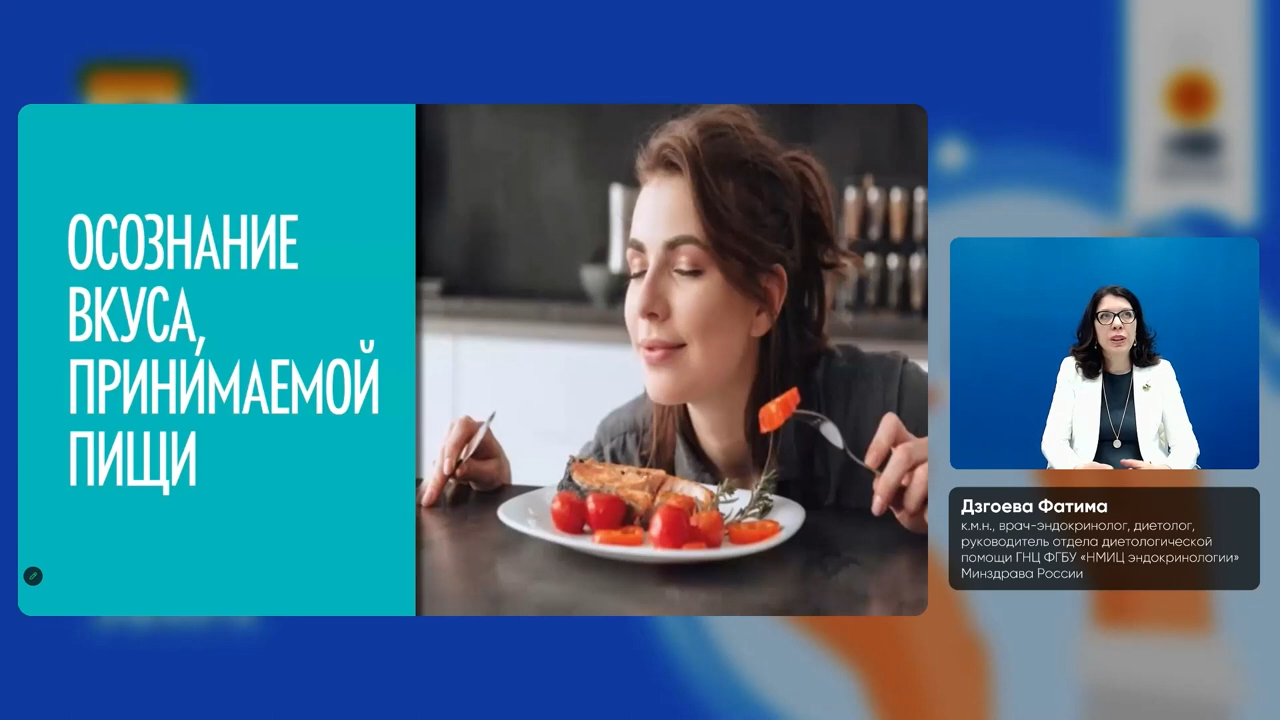 ОСОЗНАНИЕ
ВКУСА,
ПРИНИМАЕМОЙ
ПИЩИ
Дзгоева Фатима
к.м.н., врач-эндокринолог, диетолог,
руководитель отдела диетологической
помощи ГНЦ ФГБУ «НМИЦ эндокринологии»
Минздрава России